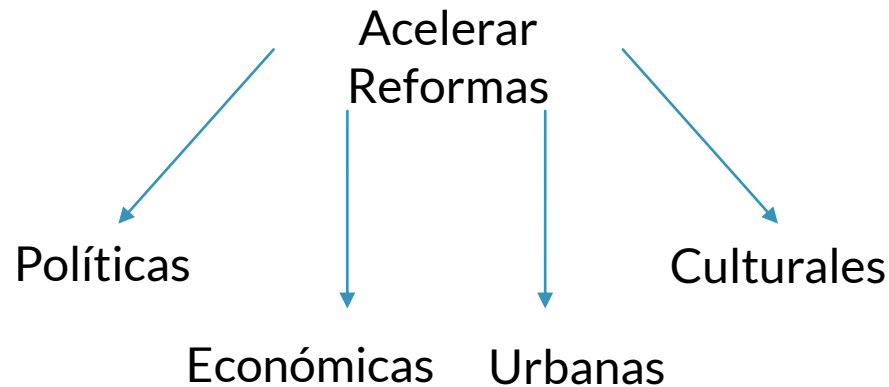 Acelerar
Reformas
Políticas
Culturales
Económicas
Urbanas